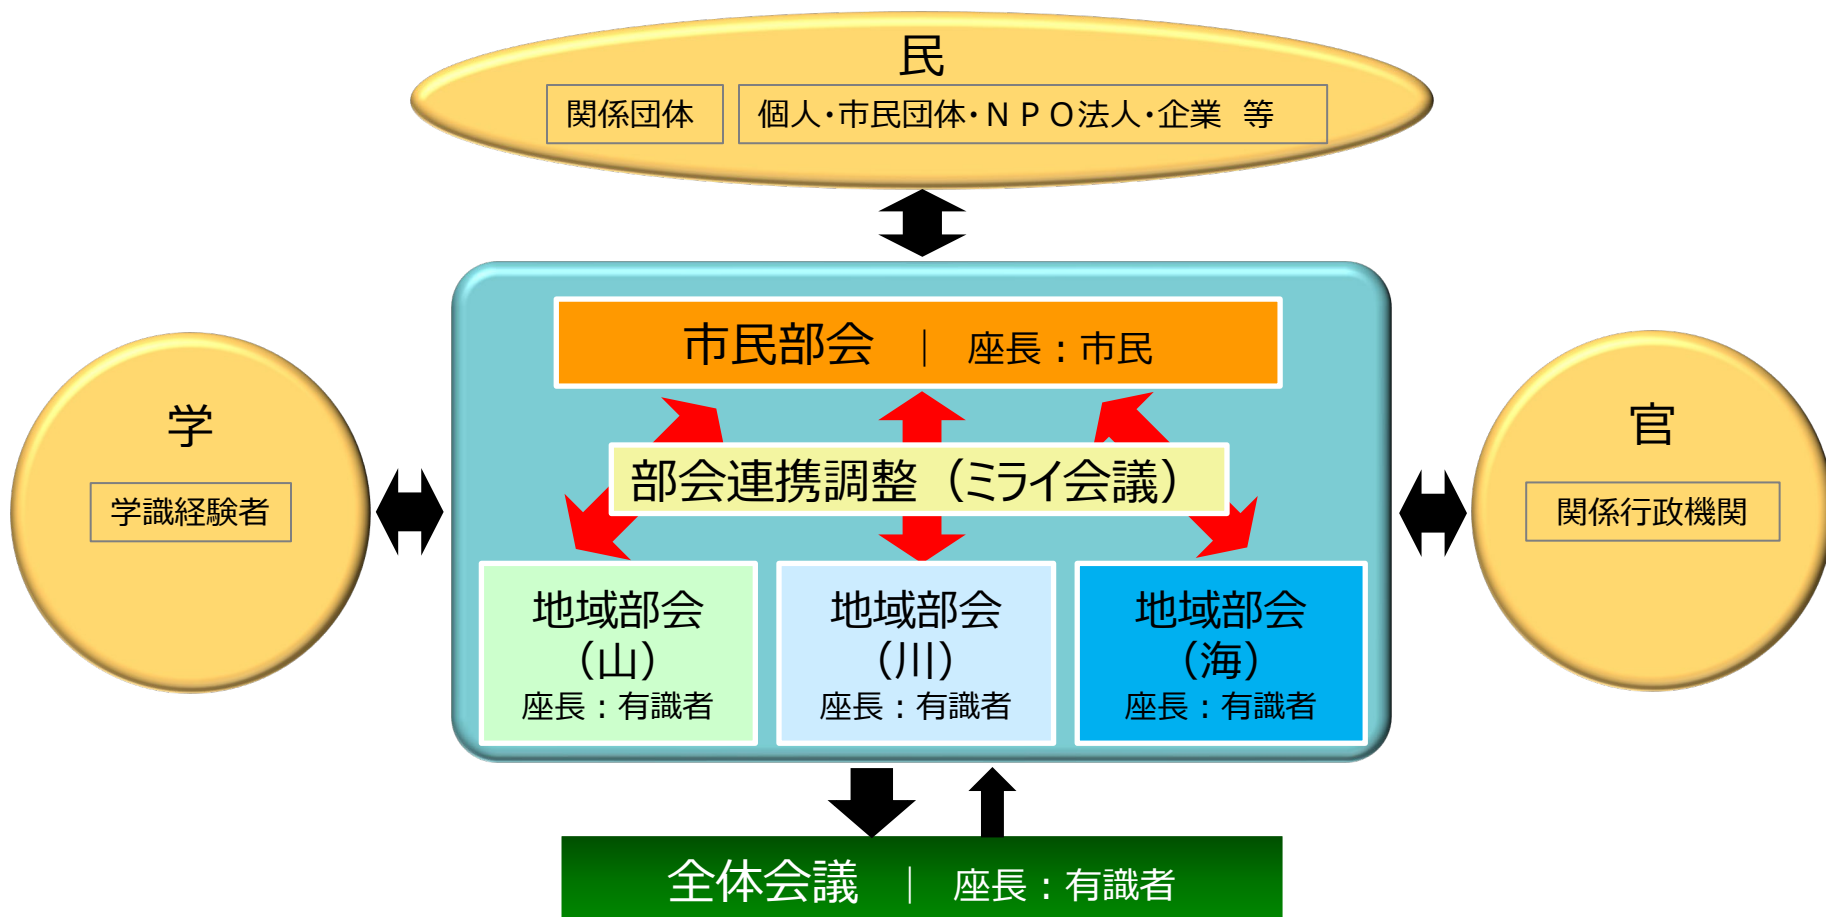 民
関係団体
個人・市民団体・NPO法人・企業 等
市民部会 | 座長：市民
学
学識経験者
官
関係行政機関
部会連携調整（ミライ会議）
地域部会
（山）
座長：有識者
地域部会
（川）
座長：有識者
地域部会
（海）
座長：有識者
全体会議 | 座長：有識者